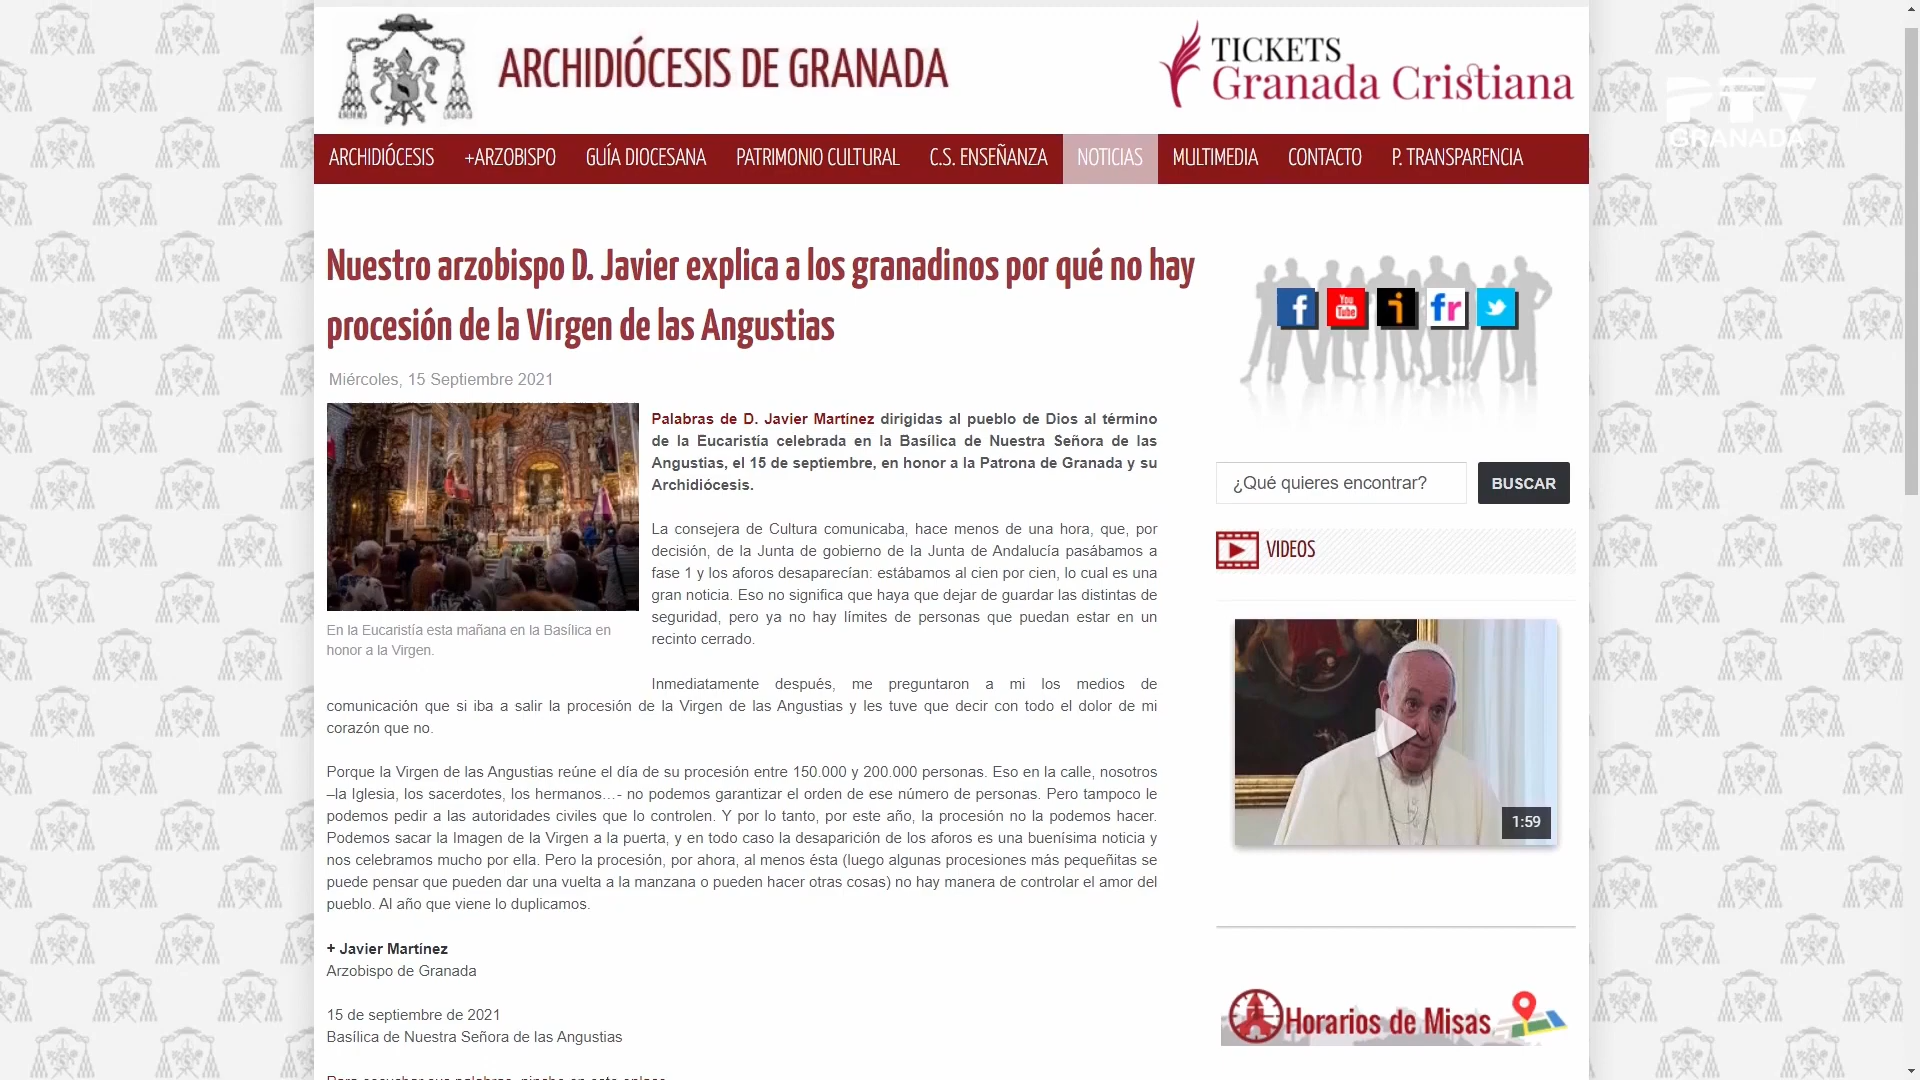 ARCHIDIÓCESIS DE GRANADA
TICKETS
Granada Cristiana
PTV
GRANADA
ARCHIDIÓCESIS +ARZOBISPO GUÍA DIOCESANA PATRIMONIO CULTURAL C.S. ENSEÑANZA NOTICIAS MULTIMEDIA CONTACTO P. TRANSPARENCIA
Nuestro arzobispo D. Javier explica a los granadinos por qué no hay
procesión de la Virgen de las Angustias
Miércoles, 15 Septiembre 2021
Palabras de D. Javier Martínez dirigidas al pueblo de Dios al término
de la Eucaristía celebrada en la Basílica de Nuestra Señora de las
Angustias, el 15 de septiembre, en honor a la Patrona de Granada y su
Archidiócesis.
La consejera de Cultura comunicaba, hace menos de una hora, que, por
decisión, de la Junta de gobierno de la Junta de Andalucía pasábamos a
fase 1 y los aforos desaparecían: estábamos al cien por cien, lo cual es una
gran noticia. Eso no significa que haya que dejar de guardar las distintas de
seguridad, pero ya no hay límites de personas que puedan estar en un
recinto cerrado.
En la Eucaristía esta mañana en la Basílica en
honor a la Virgen.
Inmediatamente después, me preguntaron a mi los medios de
comunicación que si iba a salir la procesión de la Virgen de las Angustias y les tuve que decir con todo el dolor de mi
corazón que no.
Porque la Virgen de las Angustias reúne el día de su procesión entre 150.000 y 200.000 personas. Eso en la calle, nosotros
–la Iglesia, los sacerdotes, los hermanos…- no podemos garantizar el orden de ese número de personas. Pero tampoco le
podemos pedir a las autoridades civiles que lo controlen. Y por lo tanto, por este año, la procesión no la podemos hacer.
Podemos sacar la Imagen de la Virgen a la puerta, y en todo caso la desaparición de los aforos es una buenísima noticia y
nos celebramos mucho por ella. Pero la procesión, por ahora, al menos ésta (luego algunas procesiones más pequeñitas se
puede pensar que pueden dar una vuelta a la manzana o pueden hacer otras cosas) no hay manera de controlar el amor del
pueblo. Al año que viene lo duplicamos.
+ Javier Martínez
Arzobispo de Granada
15 de septiembre de 2021
Basílica de Nuestra Señora de las Angustias
Para escuchar sus palabras, pinche en este enlace
f You Tube i fr
¿Qué quieres encontrar? BUSCAR
VIDEOS
1:59
Horarios de Misas